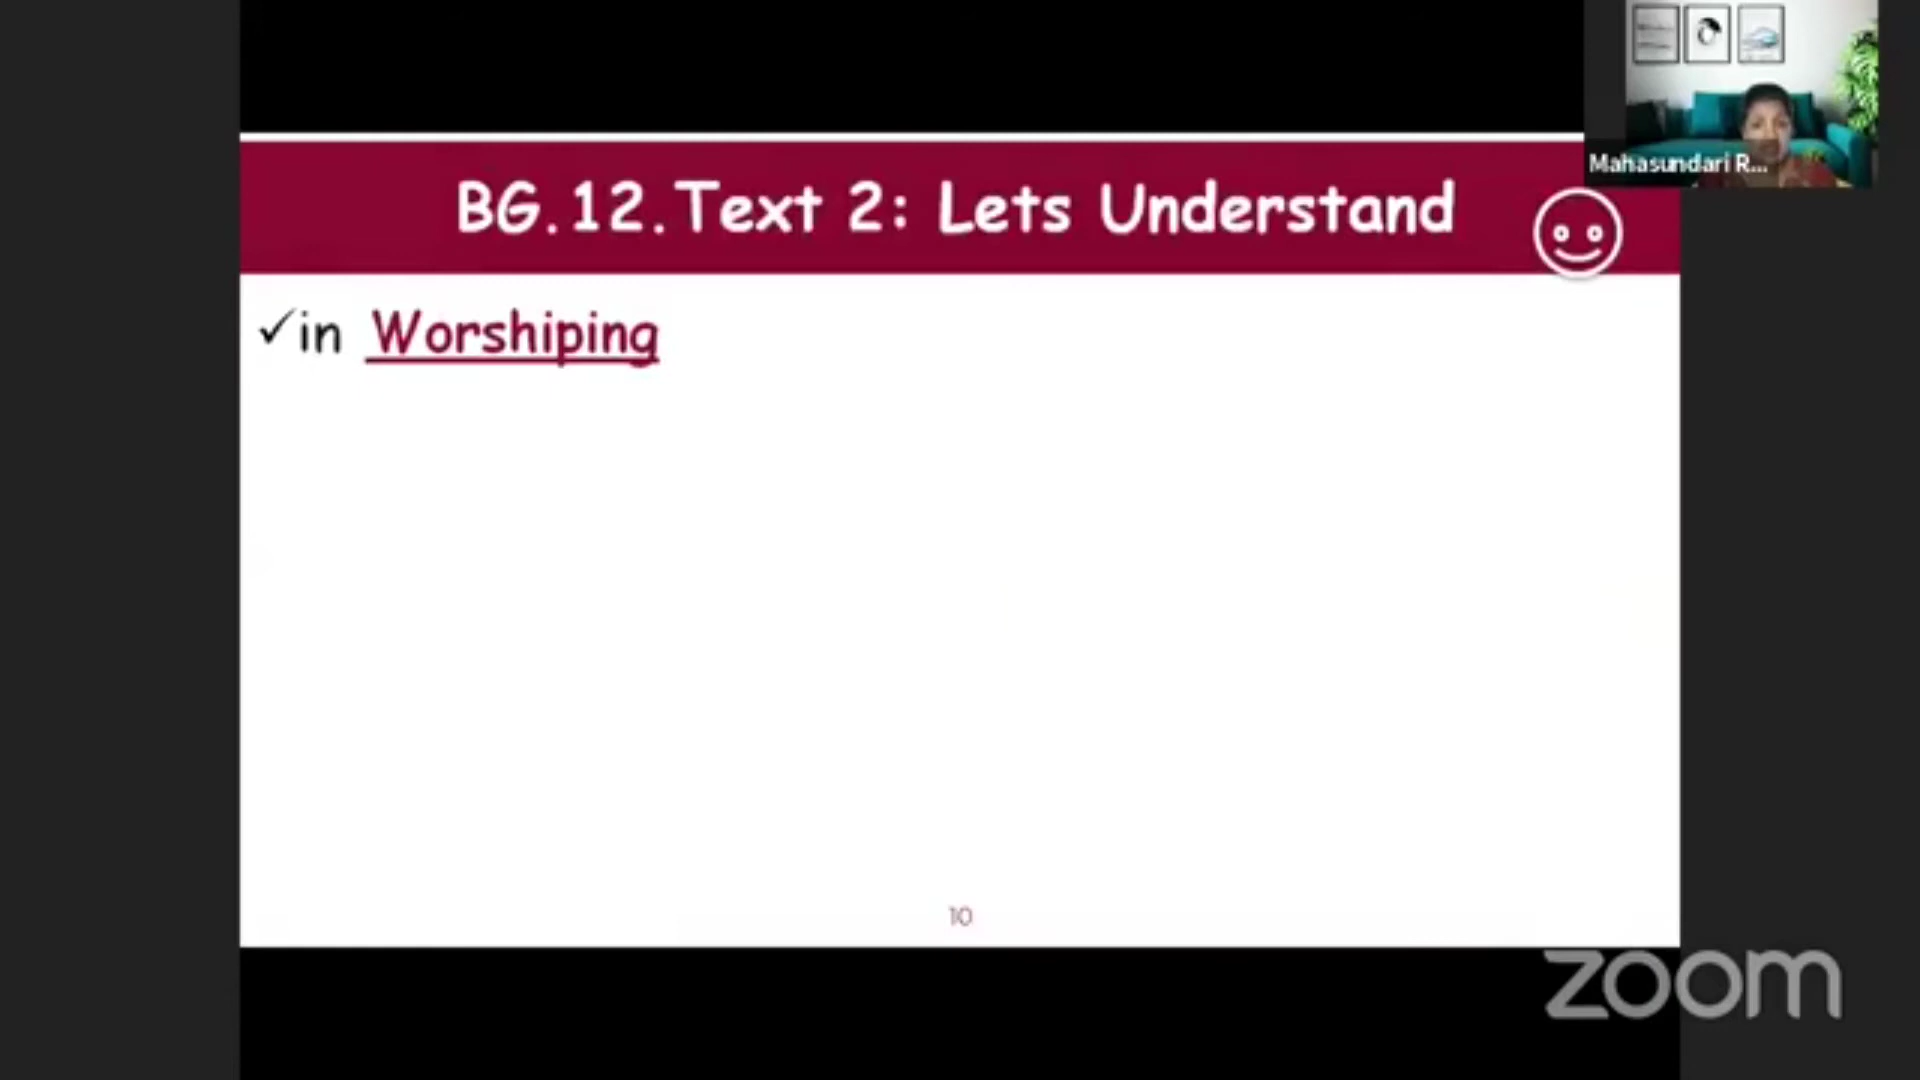 Mahasundari R...
BG.12.Text 2: Lets Understand
✓in Worshiping
10
zoom